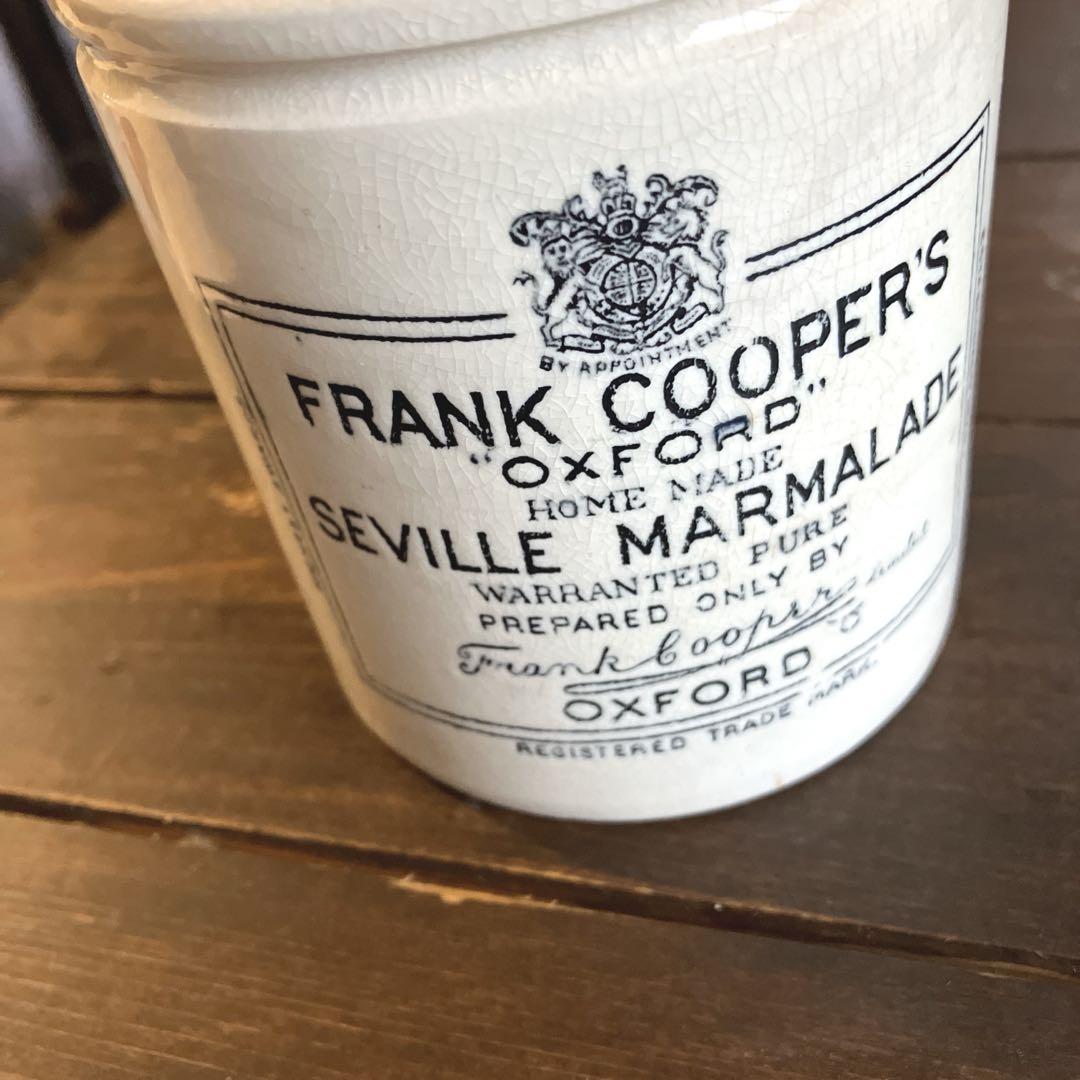 BY APPOINTMENT
FRANK COOPER'S
"OXFORD"
HOME MADE
SEVILLE MARMALADE
WARRANTED PURE
PREPARED ONLY BY
Frank Cooper Limited
OXFORD
REGISTERED TRADE MARK.